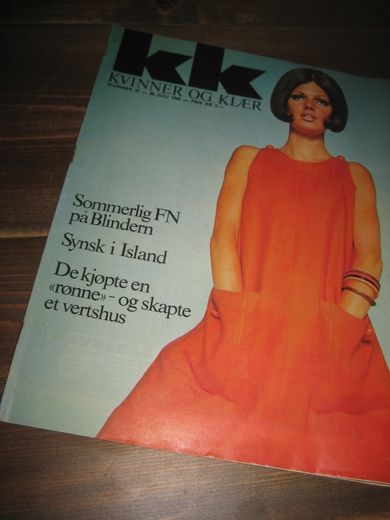 kk
KVINNER OG KLÆR
Sommerlig FN
på Blindern
Synsk i Island
De kjøpte en
«rønne» - og skapte
et vertshus